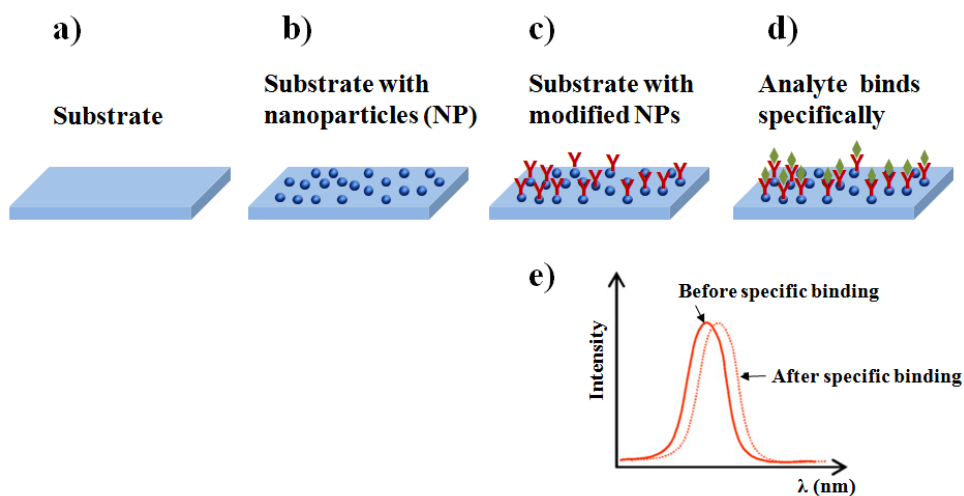 a)
Substrate
b)
Substrate with
nanoparticles (NP)
c)
Substrate with
modified NPs
d)
Analyte binds
specifically
e)
Before specific binding
After specific binding
Intensity
λ (nm)